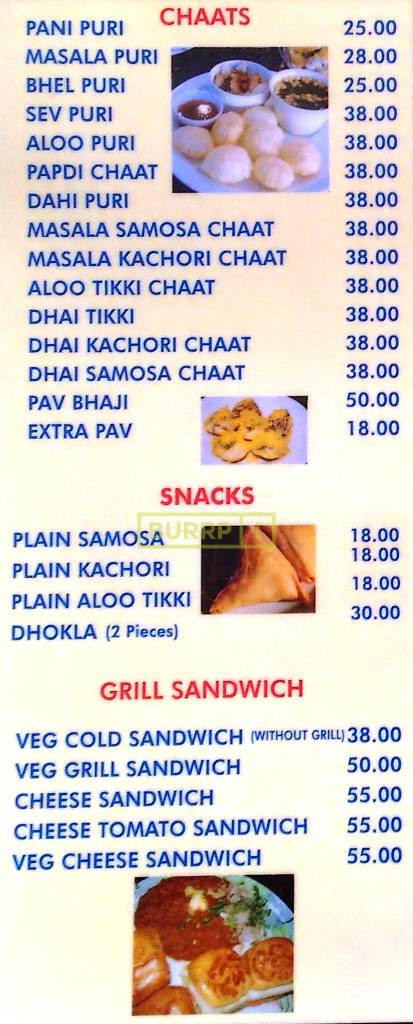 CHAATS
PANI PURI 25.00
MASALA PURI 28.00
BHEL PURI 25.00
SEV PURI 38.00
ALOO PURI 38.00
PAPDI CHAAT 38.00
DAHI PURI 38.00
MASALA SAMOSA CHAAT 38.00
MASALA KACHORI CHAAT 38.00
ALOO TIKKI CHAAT 38.00
DHAI TIKKI 38.00
DHAI KACHORI CHAAT 38.00
DHAI SAMOSA CHAAT 38.00
PAV BHAJI 50.00
EXTRA PAV 18.00
SNACKS
BURRP
PLAIN SAMOSA 18.00
PLAIN KACHORI 18.00
PLAIN ALOO TIKKI 18.00
DHOKLA (2 Pieces) 30.00
GRILL SANDWICH
VEG COLD SANDWICH (WITHOUT GRILL) 38.00
VEG GRILL SANDWICH 50.00
CHEESE SANDWICH 55.00
CHEESE TOMATO SANDWICH 55.00
VEG CHEESE SANDWICH 55.00